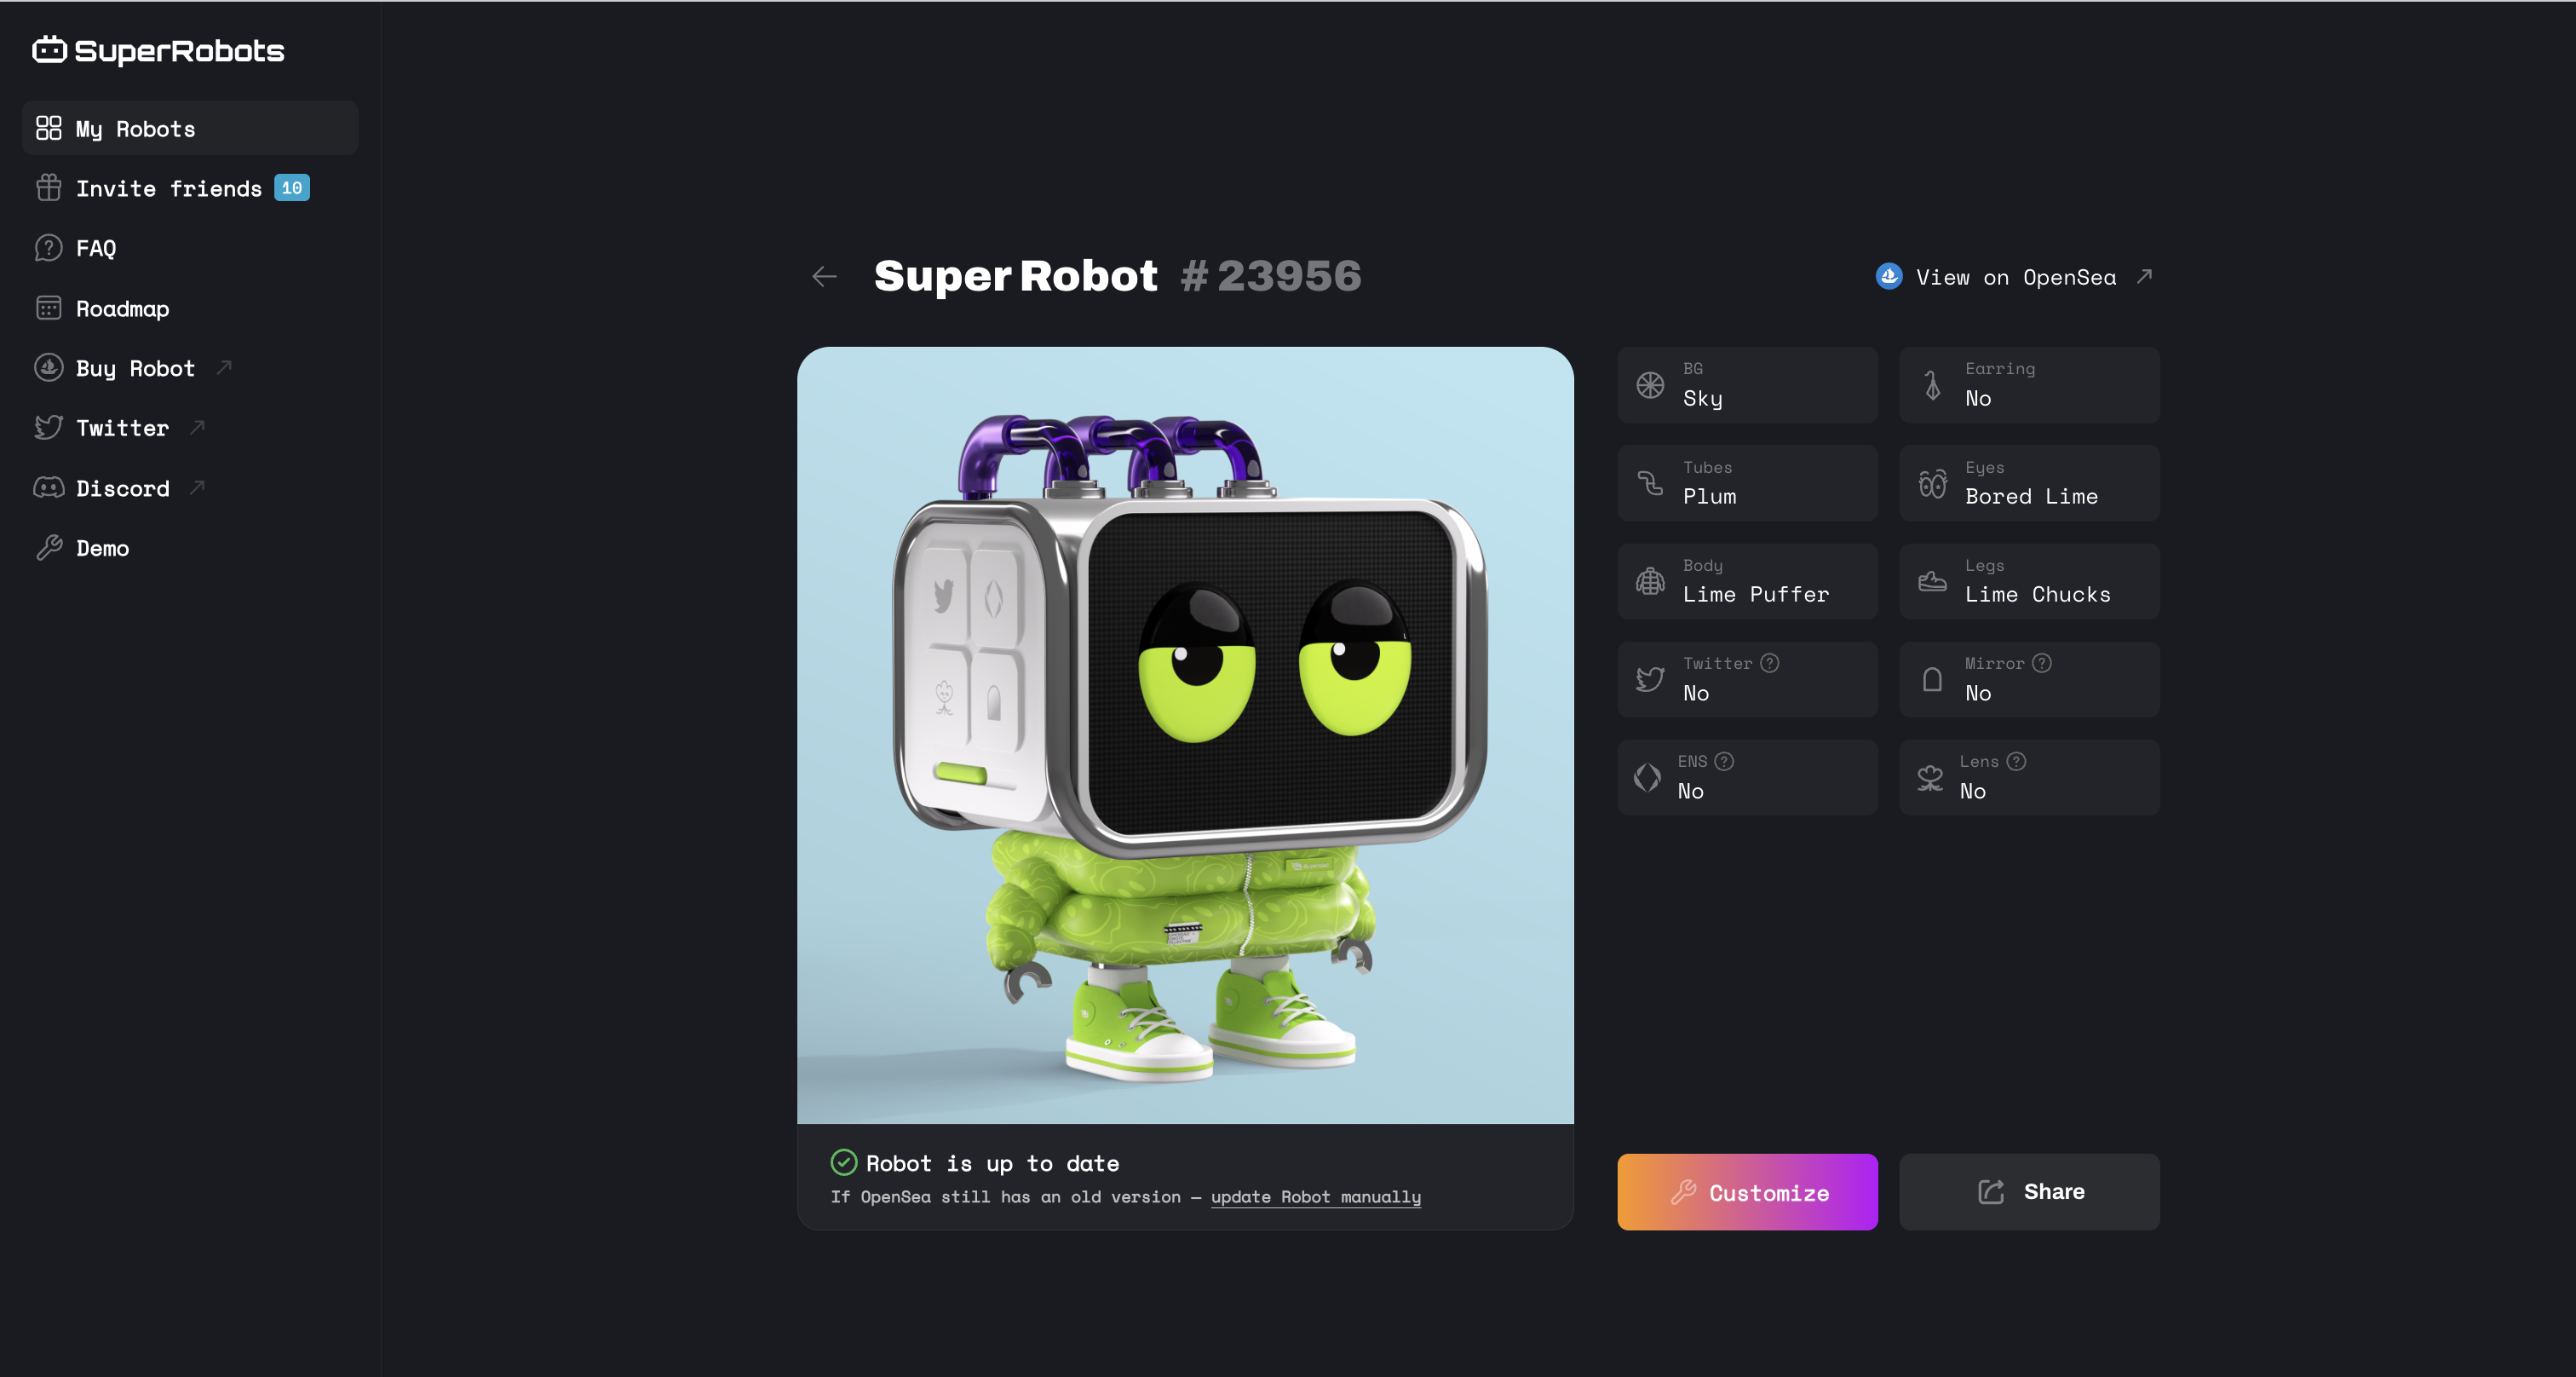 SuperRobots
My Robots
Invite friends 10
FAQ
Roadmap
Buy Robot
Twitter
Discord
Demo
Super Robot # 23956
View on OpenSea
BG
Sky
Earring
No
Tubes
Plum
Eyes
Bored Lime
Body
Lime Puffer
Legs
Lime Chucks
Twitter
No
Mirror
No
ENS
No
Lens
No
Robot is up to date
If OpenSea still has an old version — update Robot manually
Customize
Share